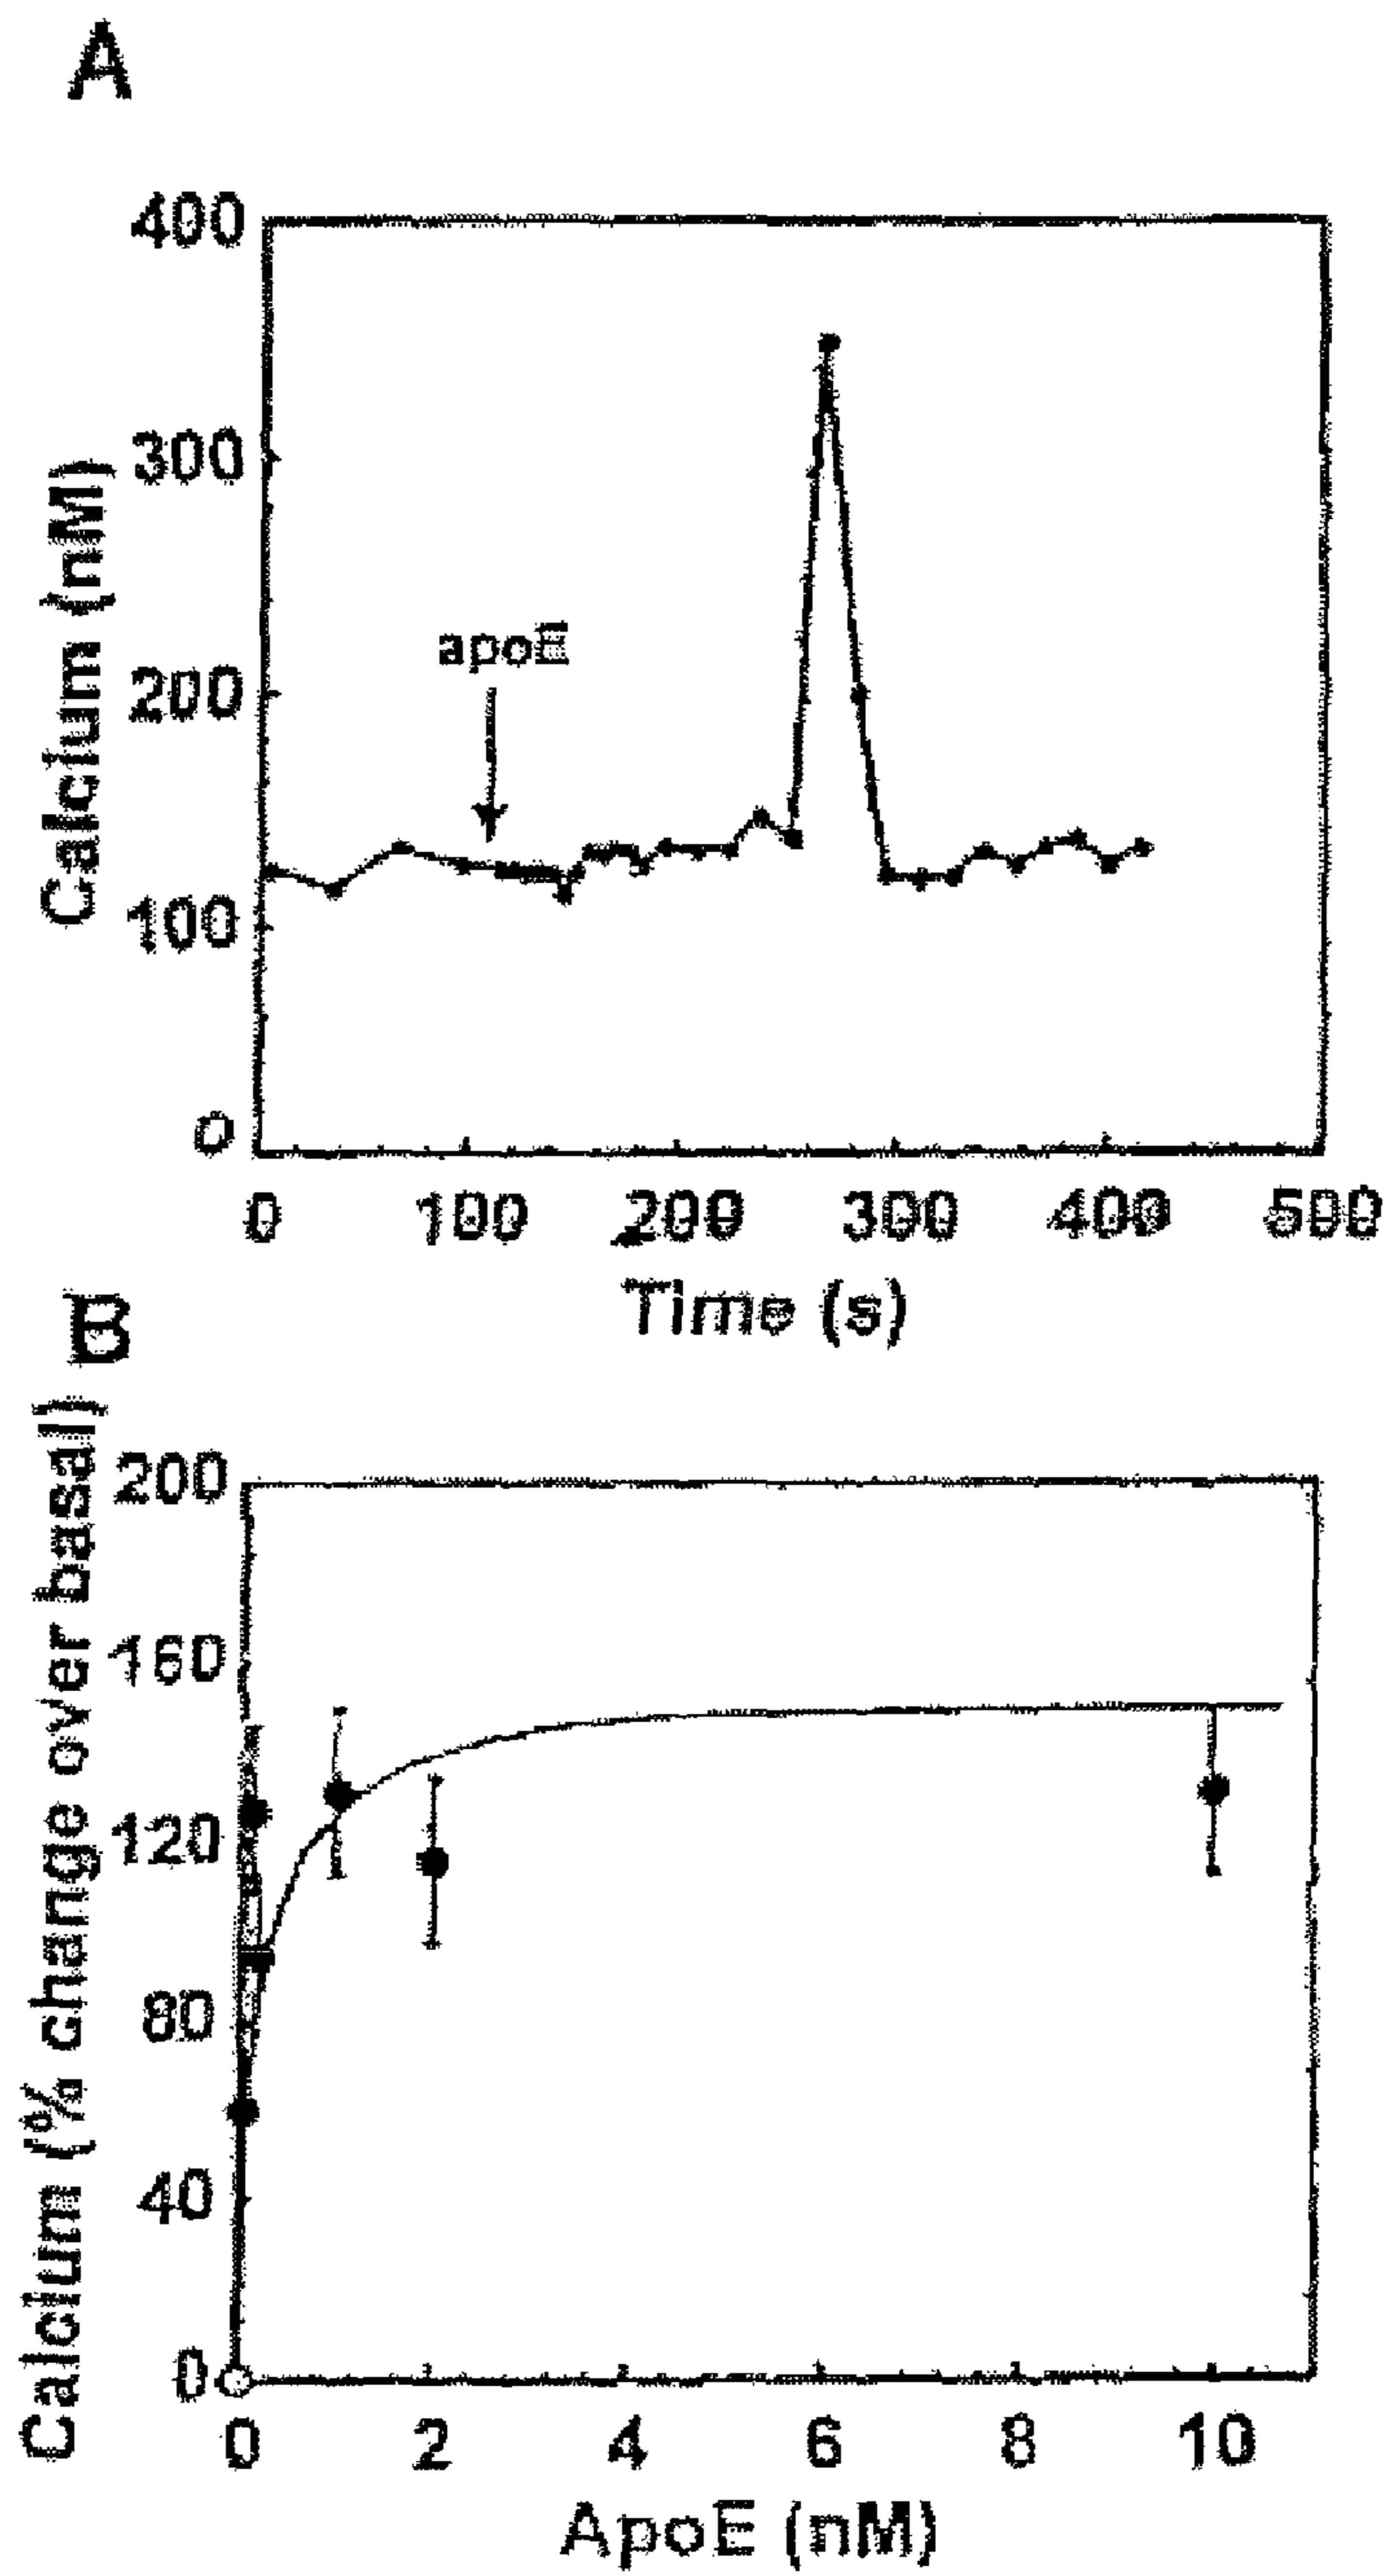 A
400
300
200
100
0
Calcium (nM)
apoE
0 100 200 300 400 500
Time (s)
B
200
160
120
80
40
0
Calcium (% change over basal)
0 2 4 6 8 10
ApoE (nM)